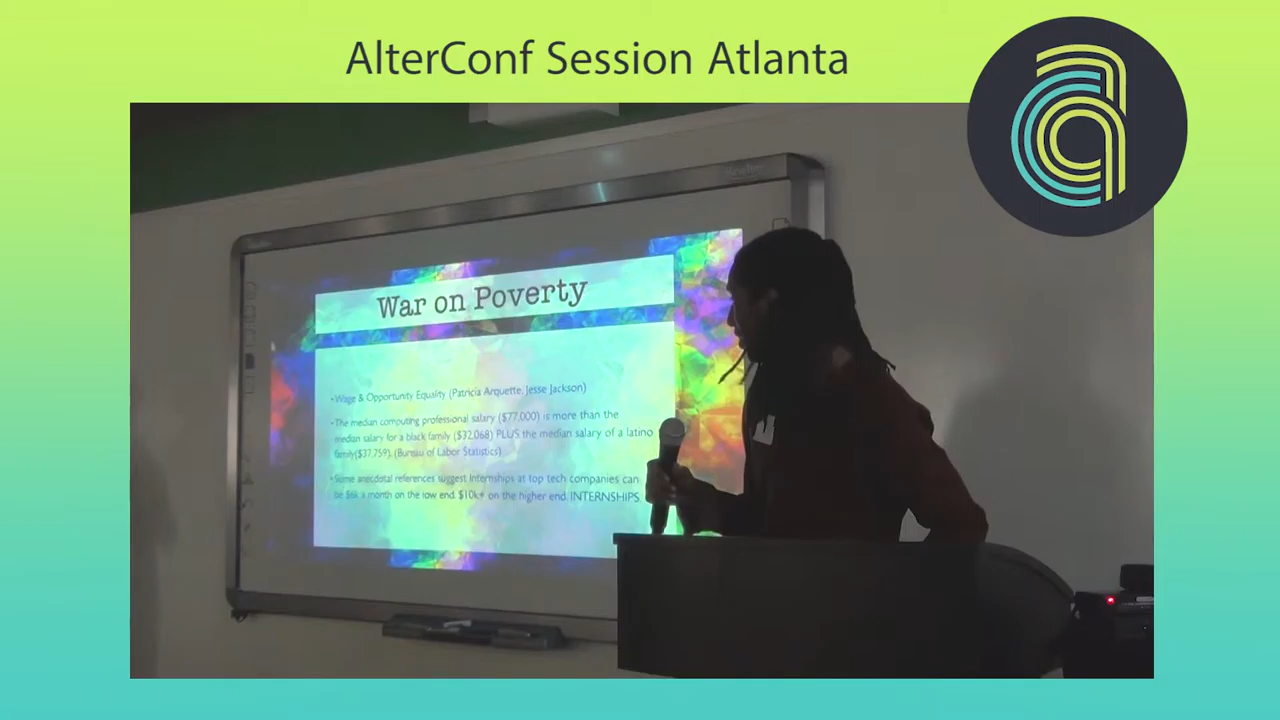 AlterConf Session Atlanta
War on Poverty
•Wage & Opportunity Equality (Patricia Arquette, Jesse Jackson)
•The median computing professional salary ($77,000) is more than the
median salary for a black family ($32,068) PLUS the median salary of a latino
family($37,759). (Bureau of Labor Statistics)
•Some anecdotal references suggest Internships at top tech companies can
be $6k a month on the low end. $10k+ on the higher end. INTERNSHIPS